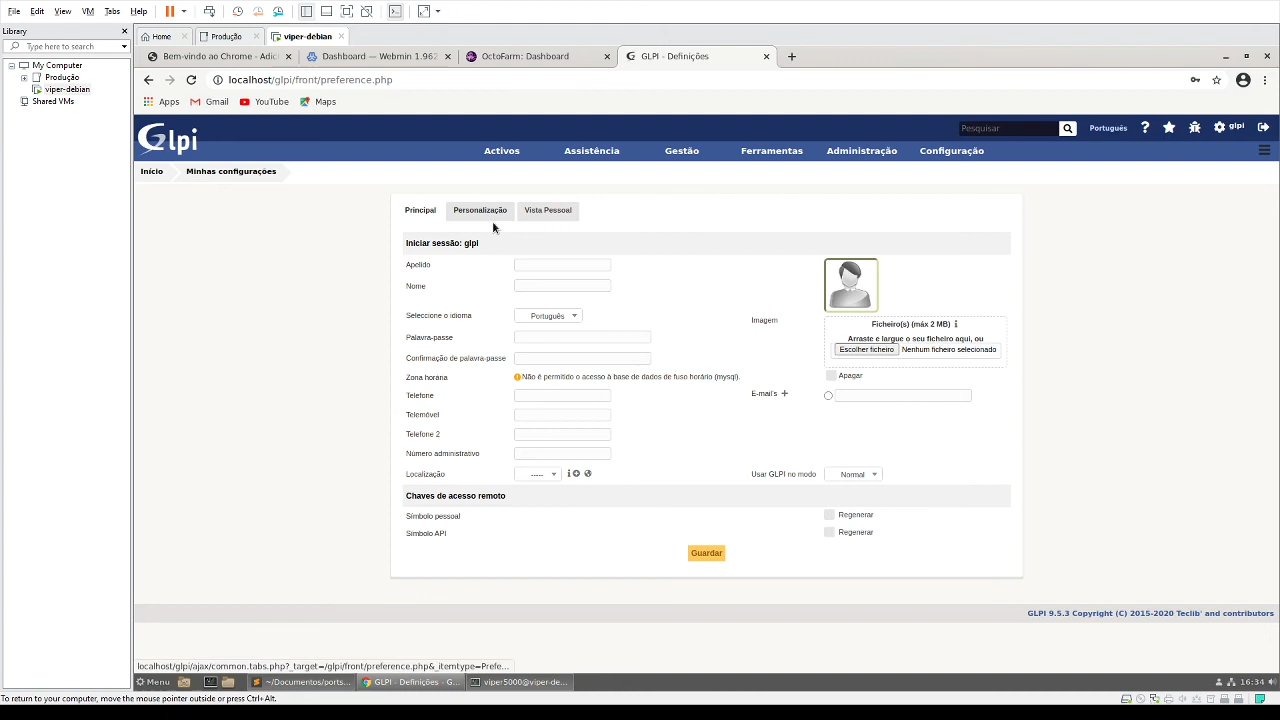 File Edit View VM Tabs Help
Library
Type here to search
My Computer
Produção
viper-debian
Shared VMs
Home Produção viper-debian
Bem-vindo ao Chrome - Adic Dashboard — Webmin 1.962 OctoFarm: Dashboard GLPI - Definições
localhost/glpi/front/preference.php
Apps Gmail YouTube Maps
Glpi
Pesquisar Português ? glpi
Activos Assistência Gestão Ferramentas Administração Configuração
Início Minhas configurações
Principal Personalização Vista Pessoal
Iniciar sessão: glpi
Apelido
Nome
Seleccione o idioma Português
Imagem
Ficheiro(s) (máx 2 MB)
Arraste e largue o seu ficheiro aqui, ou
Escolher ficheiro Nenhum ficheiro selecionado
Palavra-passe
Confirmação de palavra-passe
Zona horária Não é permitido o acesso à base de dados de fuso horário (mysql).
Apagar
Telefone
E-mail's
Telemóvel
Telefone 2
Número administrativo
Localização -----
Usar GLPI no modo Normal
Chaves de acesso remoto
Símbolo pessoal Regenerar
Símbolo API Regenerar
Guardar
GLPI 9.5.3 Copyright (C) 2015-2020 Teclib' and contributors
localhost/glpi/ajax/common.tabs.php?_target=/glpi/front/preference.php&_itemtype=Prefe...
Menu ~/Documentos/ports... GLPI - Definições - G... viper5000@viper-de... 16:34
To return to your computer, move the mouse pointer outside or press Ctrl+Alt.